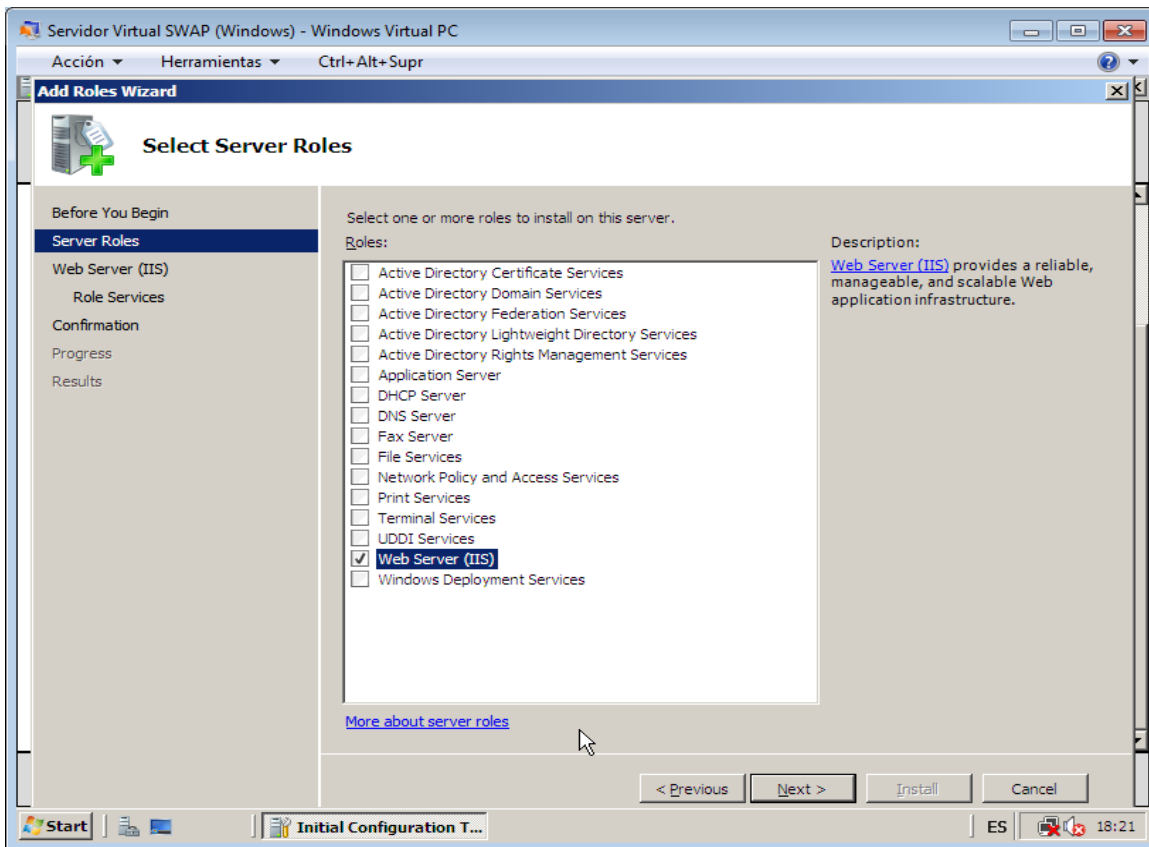 Servidor Virtual SWAP (Windows) - Windows Virtual PC
Acción Herramientas Ctrl+Alt+Supr
Add Roles Wizard
Select Server Roles
Before You Begin
Server Roles
Web Server (IIS)
Role Services
Confirmation
Progress
Results
Select one or more roles to install on this server.
Roles:
Active Directory Certificate Services
Active Directory Domain Services
Active Directory Federation Services
Active Directory Lightweight Directory Services
Active Directory Rights Management Services
Application Server
DHCP Server
DNS Server
Fax Server
File Services
Network Policy and Access Services
Print Services
Terminal Services
UDDI Services
Web Server (IIS)
Windows Deployment Services
More about server roles
Description:
Web Server (IIS) provides a reliable,
manageable, and scalable Web
application infrastructure.
< Previous Next > Install Cancel
Start Initial Configuration T... ES 18:21